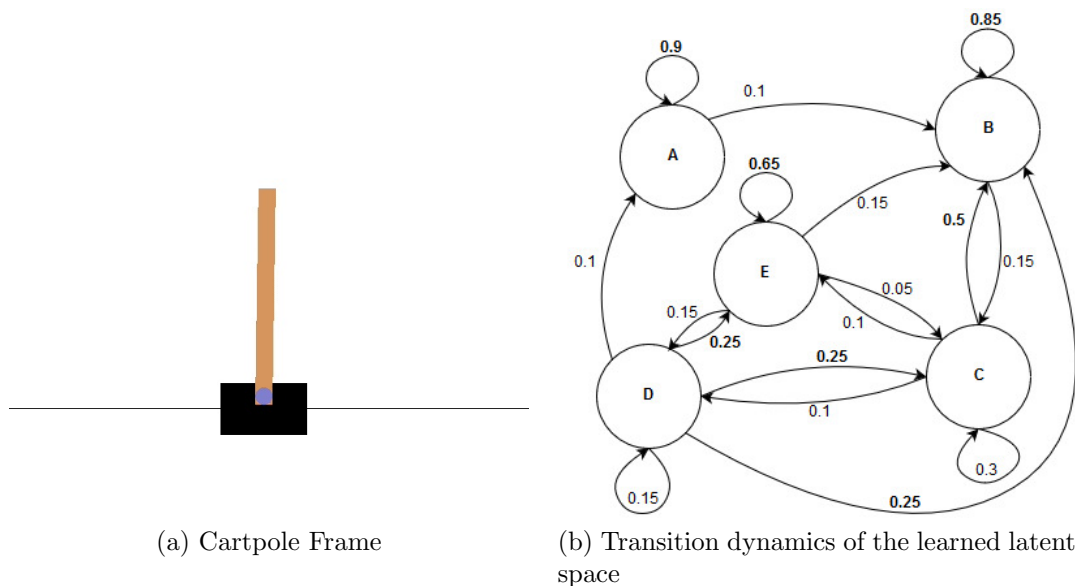 0.9
0.85
0.1
B
A
0.65
0.15
0.5
0.15
0.1
E
0.05
0.15
0.1
0.25
0.25
C
D
0.1
0.3
0.15
0.25
(a) Cartpole Frame
(b) Transition dynamics of the learned latent
space